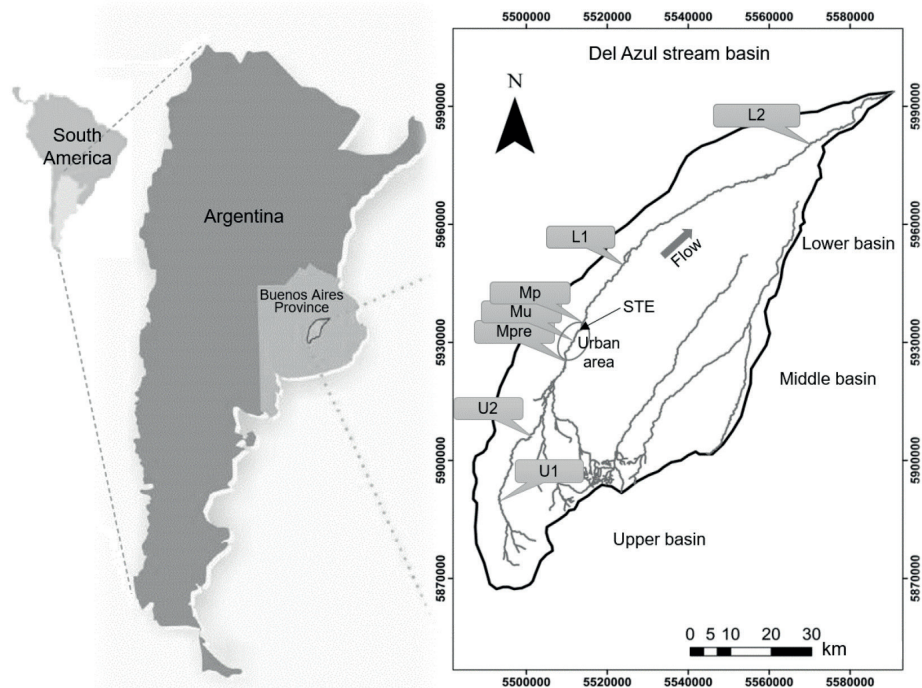 South
America
Argentina
Buenos Aires
Province
5500000 5520000 5540000 5560000 5580000
Del Azul stream basin
N
L2
L1
Flow
Lower basin
Mp
Mu
Mpre
STE
Urban
area
Middle basin
U2
U1
Upper basin
0 5 10 20 30
km
5990000
5960000
5930000
5900000
5870000
5990000
5960000
5930000
5900000
5870000
5500000 5520000 5540000 5560000 5580000